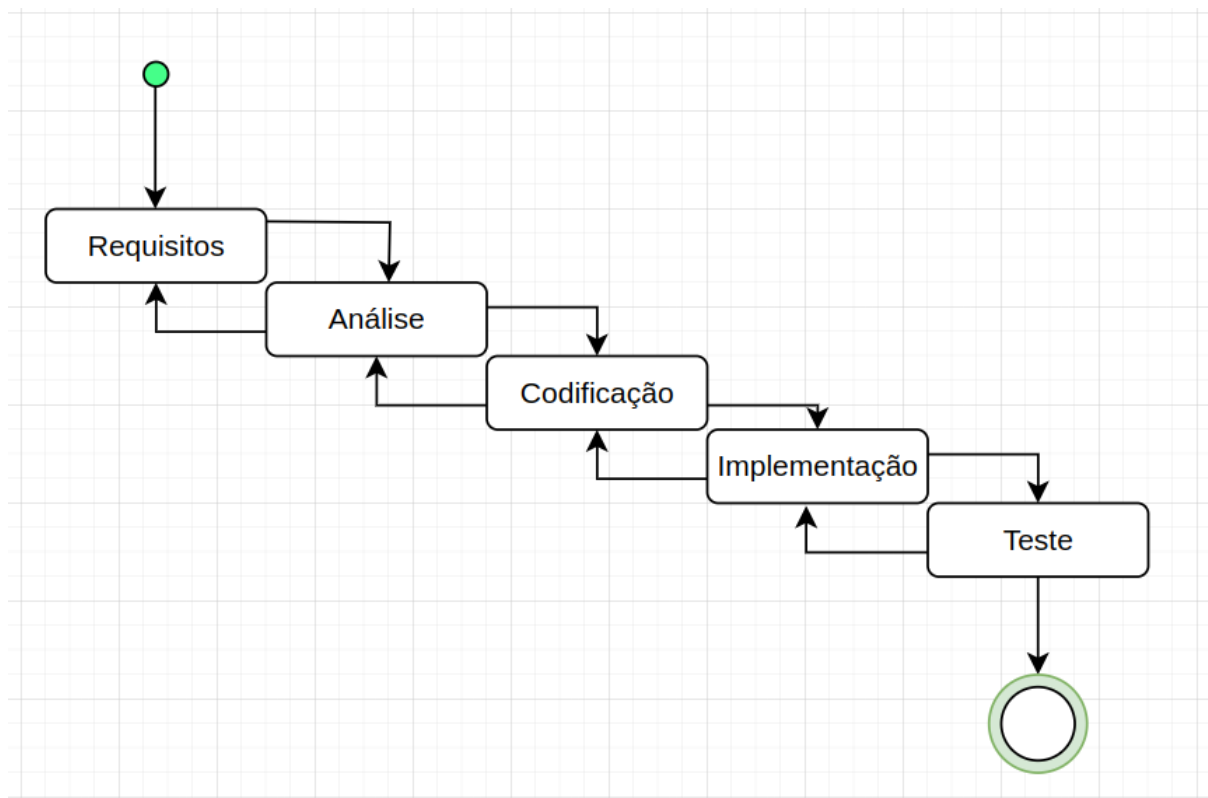 Requisitos
Análise
Codificação
Implementação
Teste